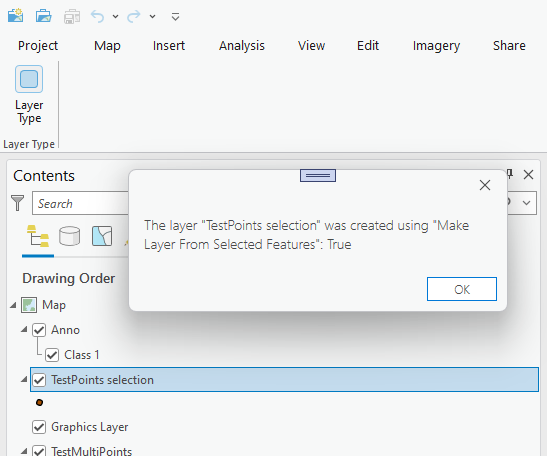 Project Map Insert Analysis View Edit Imagery Share
Layer
Type
Layer Type
Contents
Search
The layer "TestPoints selection" was created using "Make
Layer From Selected Features": True
OK
Drawing Order
Map
Anno
Class 1
TestPoints selection
Graphics Layer
TestMultiPoints